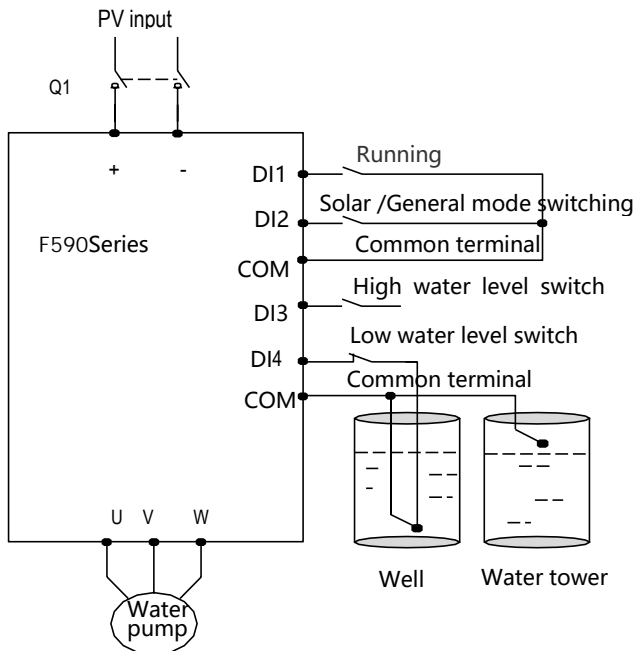 PV input
Q1
+ -
DI1 Running
DI2 Solar /General mode switching
F590Series
Common terminal
COM
DI3 High water level switch
Low water level switch
DI4
Common terminal
COM
U V W
Well Water tower
Water
pump